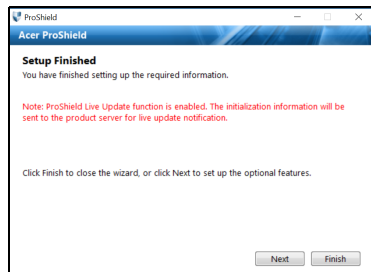 ProShield
Acer ProShield
Setup Finished
You have finished setting up the required information.
Note: ProShield Live Update function is enabled. The initialization information will be
sent to the product server for live update notification.
Click Finish to close the wizard, or click Next to set up the optional features.
Next Finish